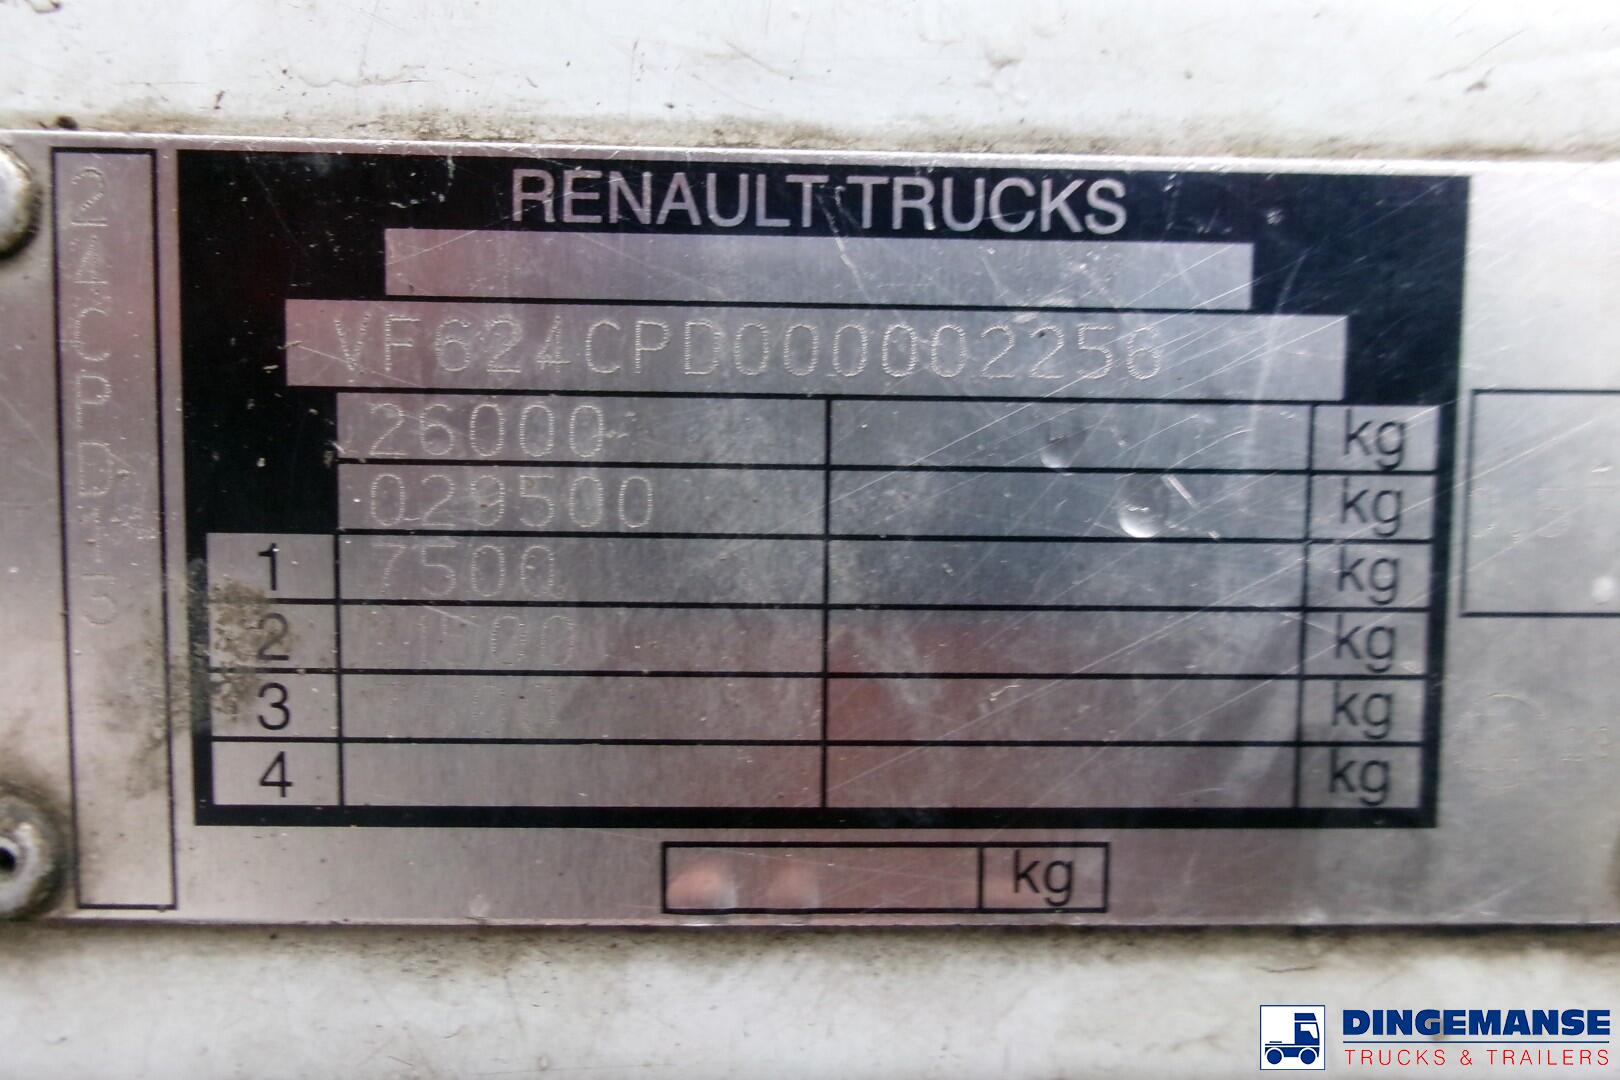 RENAULT TRUCKS
VF624CPD000002256
26000 kg
029500 kg
1 7500 kg
2 kg
3 kg
4 kg
kg
DINGEMANSE
TRUCKS & TRAILERS